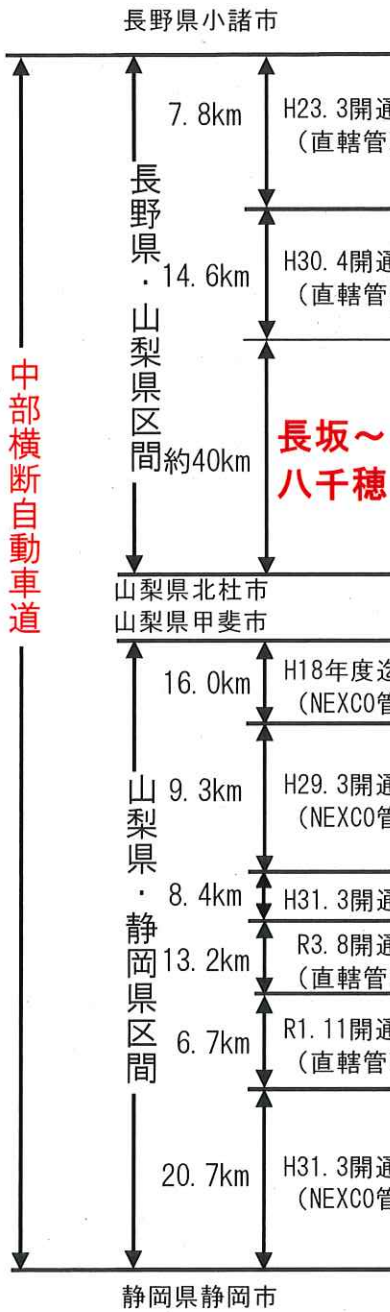 長野県小諸市
中部横断自動車道
長野県・山梨県区間
7.8km
H23.3開通
(直轄管
14.6km
H30.4開通
(直轄管
約40km
長坂～
八千穂
山梨県北杜市
山梨県甲斐市
山梨県・静岡県区間
16.0km
H18年度迄
(NEXCO管
9.3km
H29.3開通
(NEXCO管
8.4km
H31.3開通
13.2km
R3.8開通
(直轄管
6.7km
R1.11開通
(直轄管
20.7km
H31.3開通
(NEXCO管
静岡県静岡市